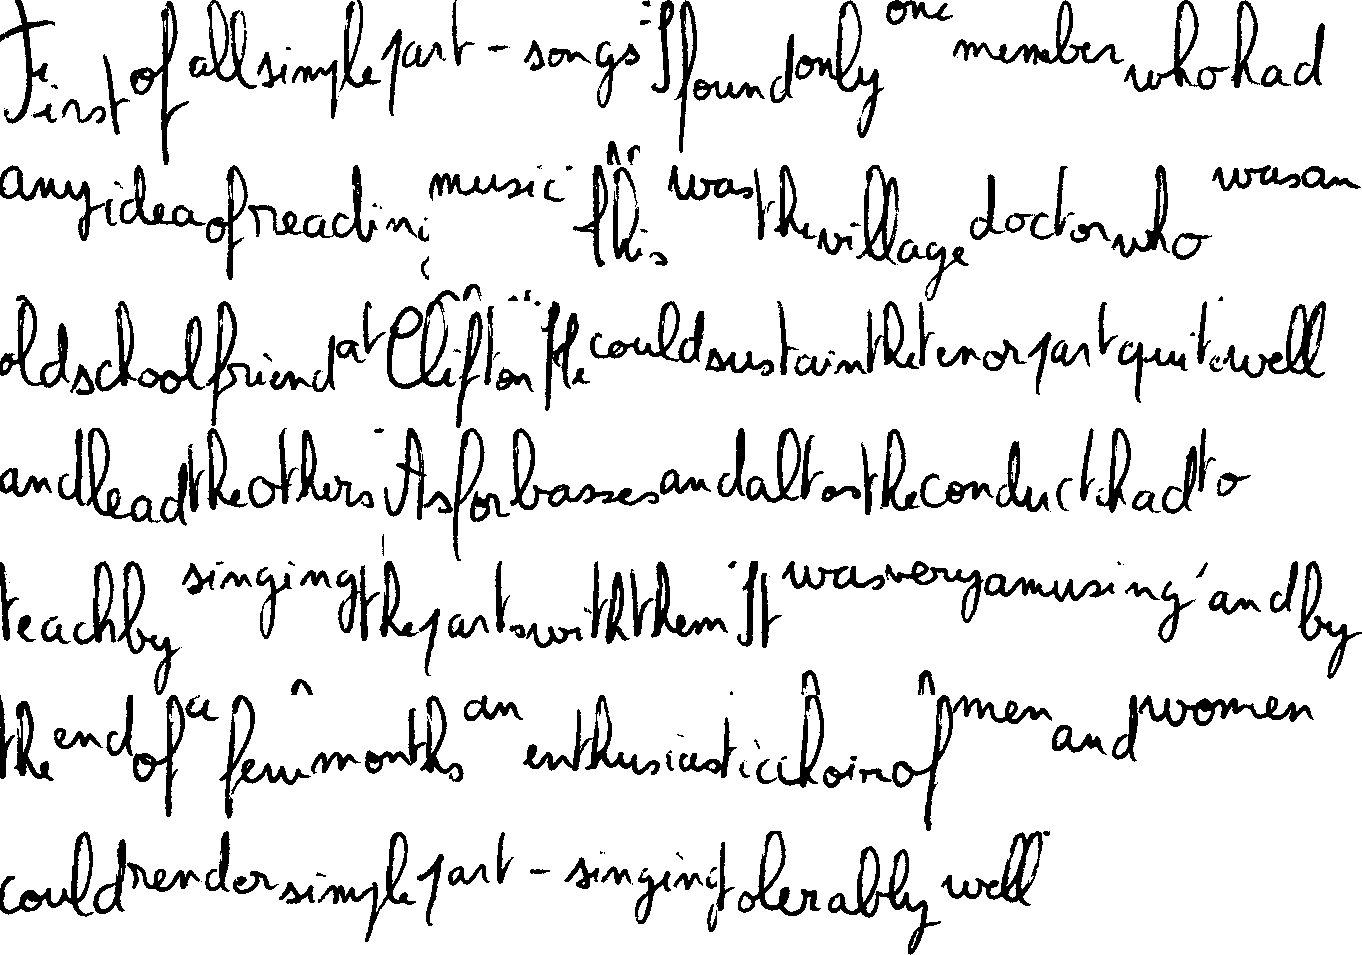 First of all simple part - songs. I found only one member who had
any idea of reading music. This was the village doctor who was an
old school friend at Clifton. He could sustain the tenor part quite well
and lead the others. As for basses and altos the conductor had to
teach by singing the parts with them. It was very amusing, and by
the end of a few months an enthusiastic choir of men and women
could render simple part - singing tolerably well.